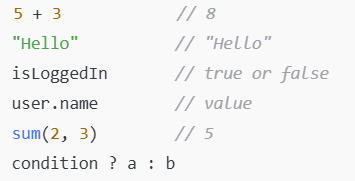 5 + 3 // 8
"Hello" // "Hello"
isLoggedIn // true or false
user.name // value
sum(2, 3) // 5
condition ? a : b